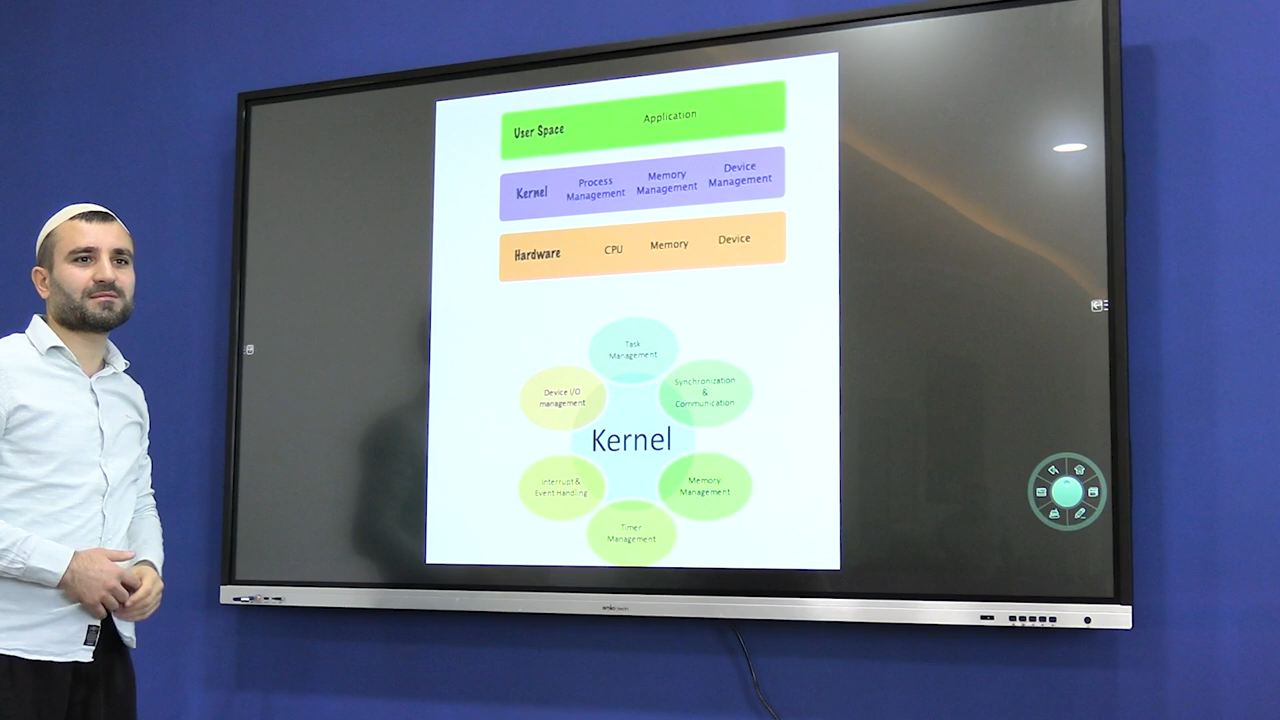 User Space Application
Kernel Process Management Memory Management Device Management
Hardware CPU Memory Device
Task
Management
Device I/O
management
Synchronization
&
Communication
Kernel
Interrupt &
Event Handling
Memory
Management
Timer
Management